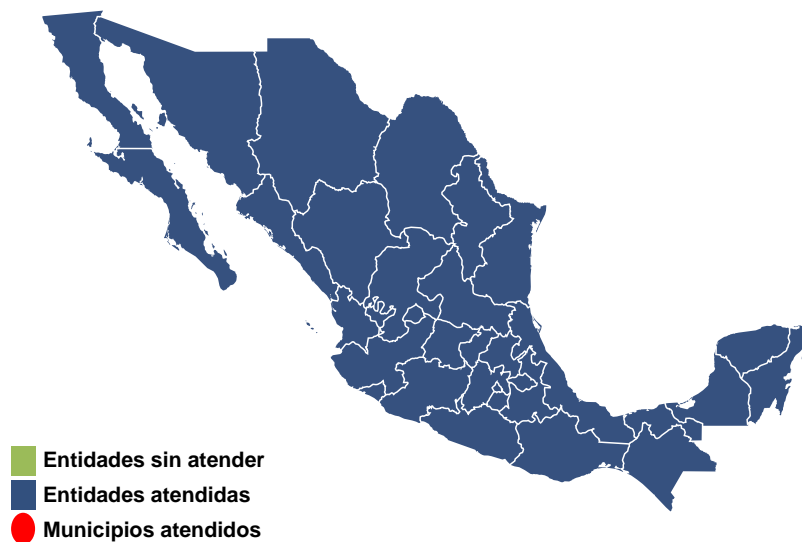 Entidades sin atender
Entidades atendidas
Municipios atendidos